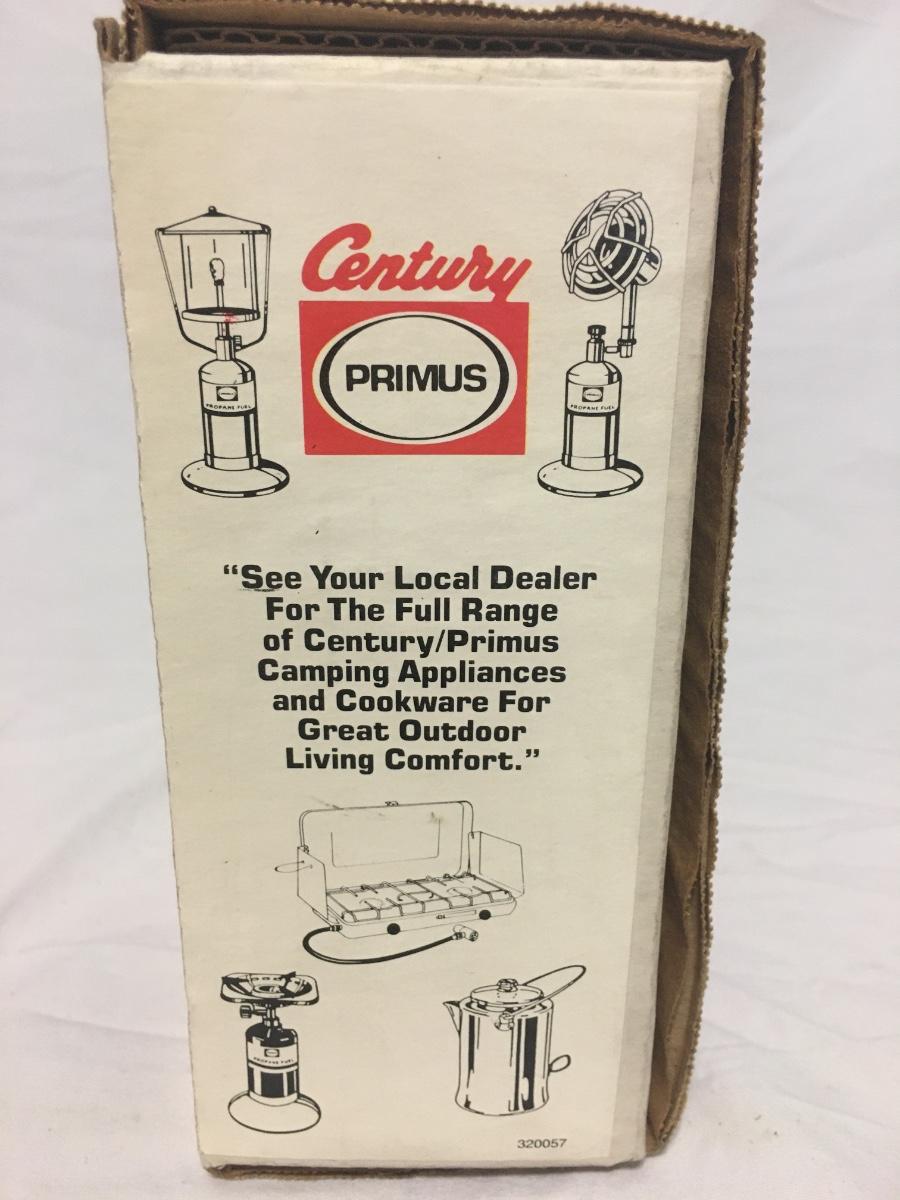 Century
PRIMUS
PROPANE FUEL
PROPANE FUEL
“See Your Local Dealer
For The Full Range
of Century/Primus
Camping Appliances
and Cookware For
Great Outdoor
Living Comfort.”
PROPANE FUEL
320057